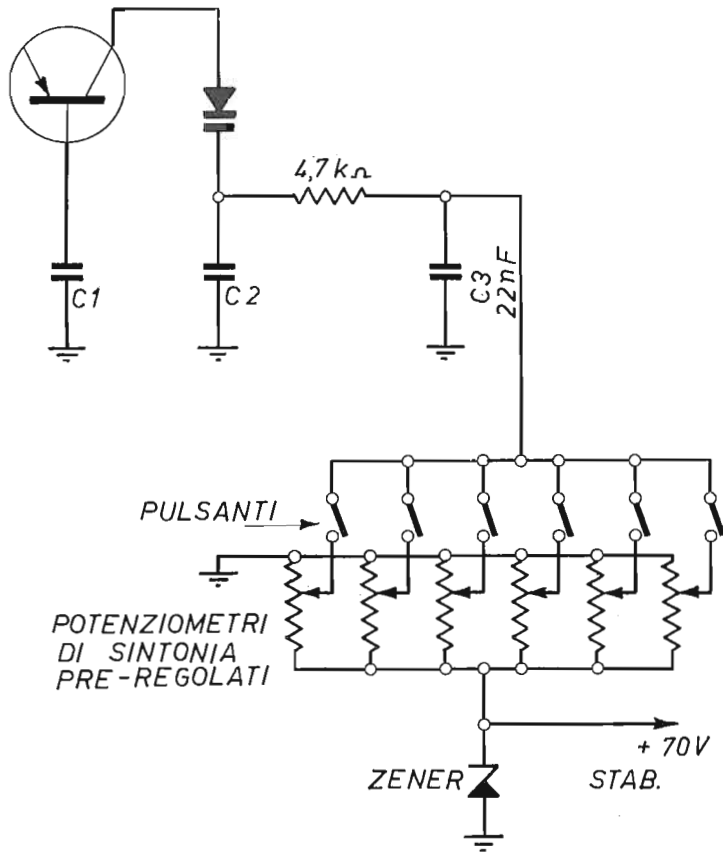 4,7 kΩ
C1
C2
C3
22nF
PULSANTI
POTENZIOMETRI
DI SINTONIA
PRE-REGOLATI
+ 70V
ZENER
STAB.